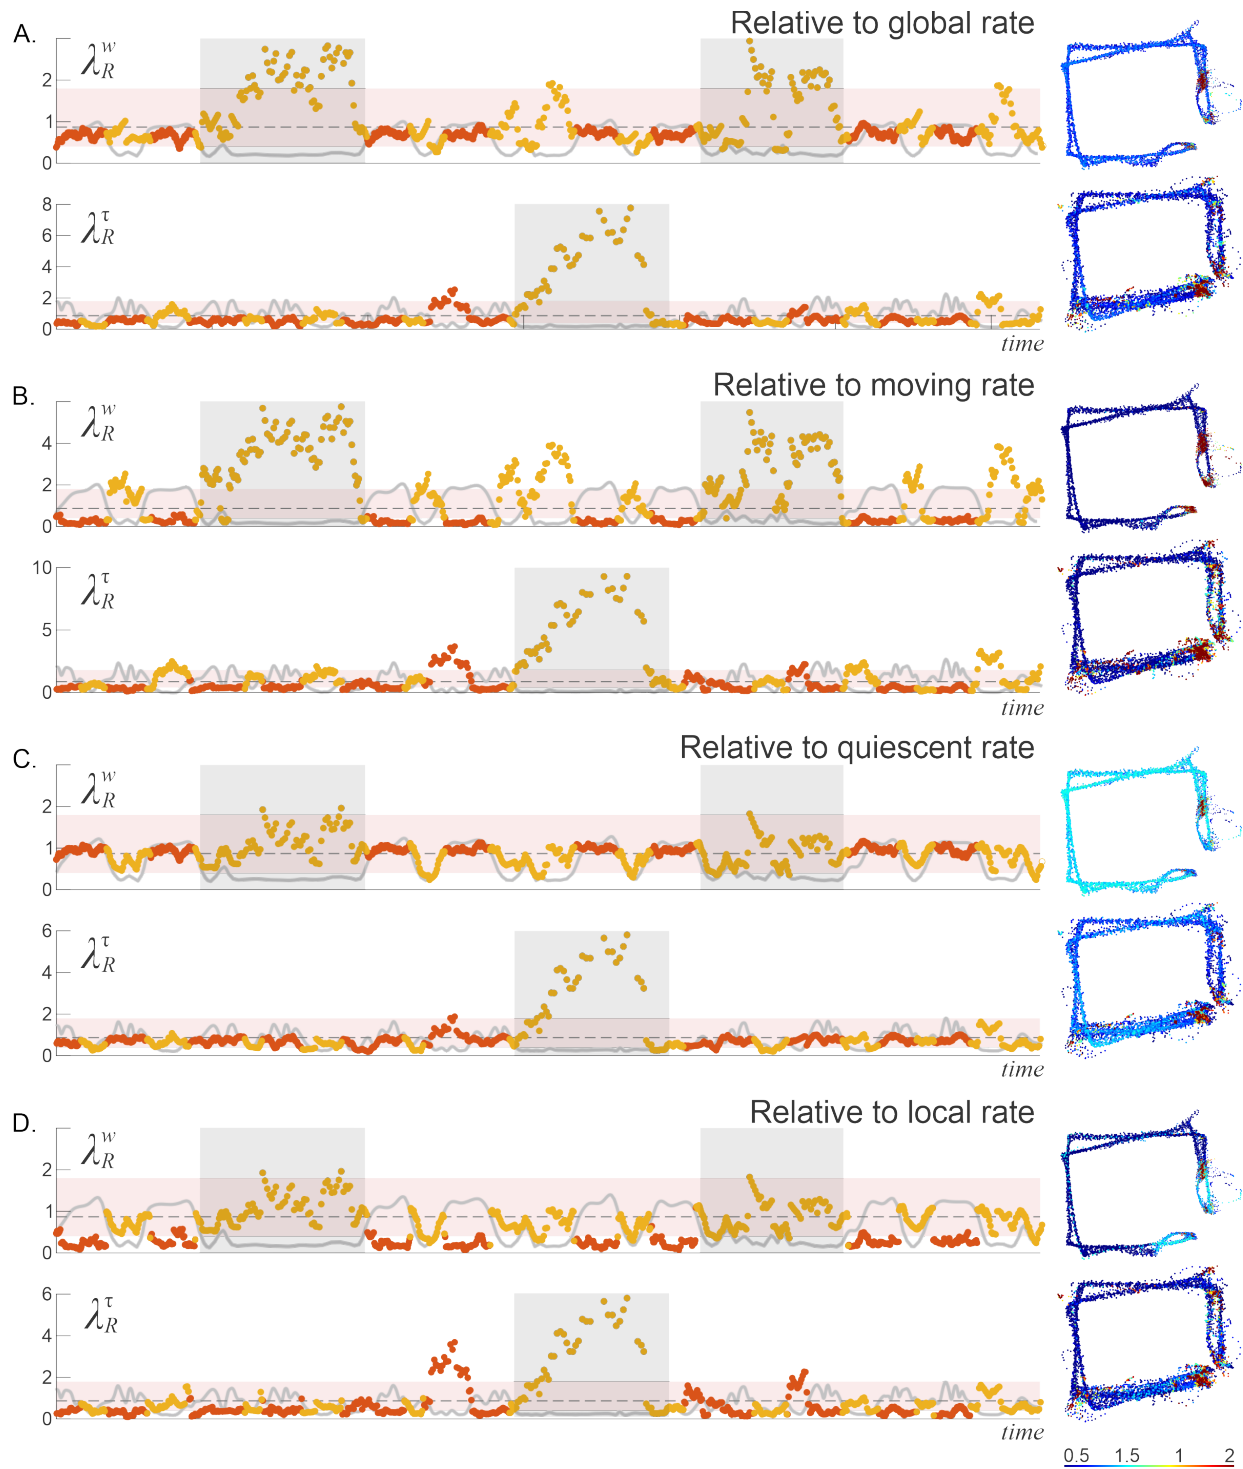 A.
Relative to global rate
λ_R^w
2
1
0
8
λ_R^τ
6
4
2
0
time
B.
Relative to moving rate
λ_R^w
4
2
0
10
λ_R^τ
5
0
time
C.
Relative to quiescent rate
λ_R^w
2
1
0
6
λ_R^τ
4
2
0
time
D.
Relative to local rate
λ_R^w
2
1
0
6
λ_R^τ
4
2
0
time
0.5 1.5 1 2